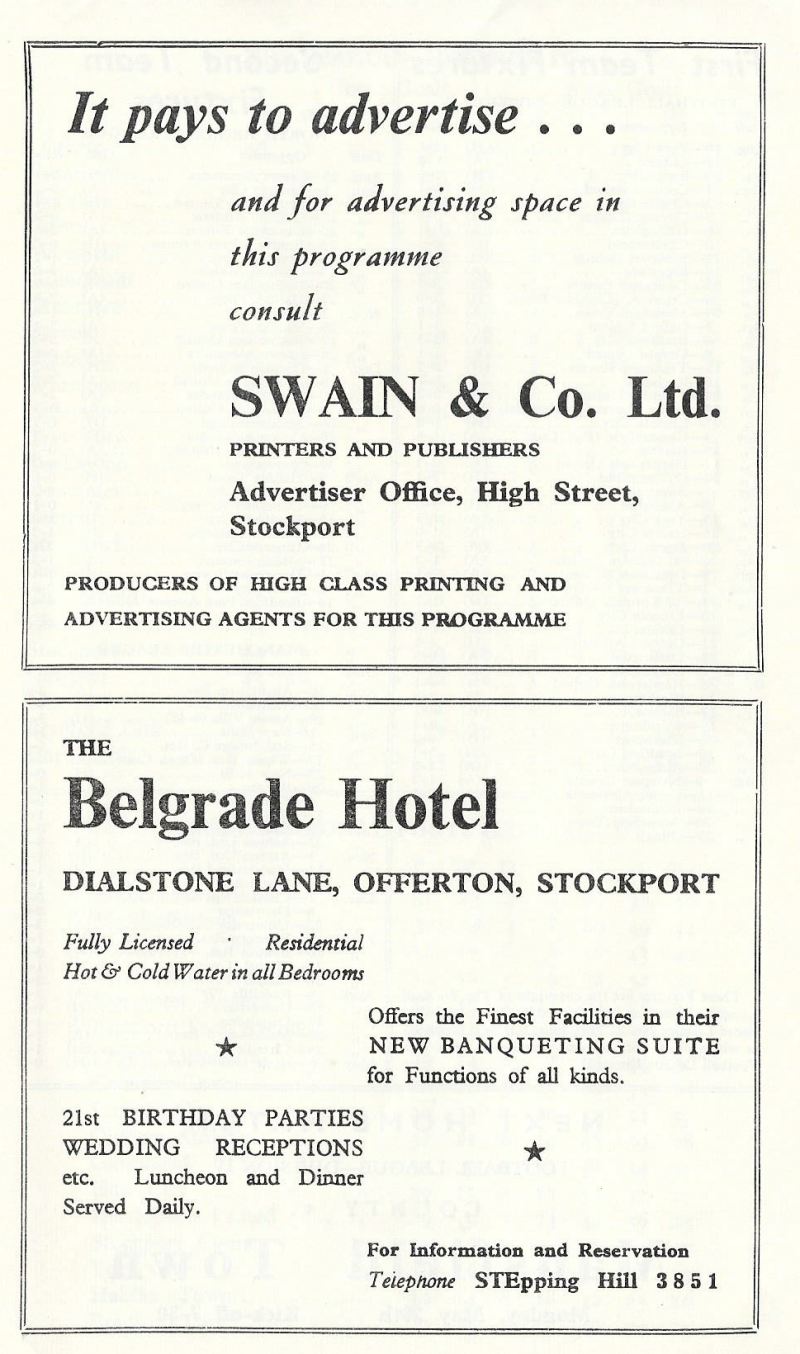 It pays to advertise . . .
and for advertising space in
this programme
consult
SWAIN & Co. Ltd.
PRINTERS AND PUBLISHERS
Advertiser Office, High Street,
Stockport
PRODUCERS OF HIGH CLASS PRINTING AND
ADVERTISING AGENTS FOR THIS PROGRAMME
THE
Belgrade Hotel
DIALSTONE LANE, OFFERTON, STOCKPORT
Fully Licensed · Residential
Hot & Cold Water in all Bedrooms
Offers the Finest Facilities in their
NEW BANQUETING SUITE
for Functions of all kinds.
21st BIRTHDAY PARTIES
WEDDING RECEPTIONS
etc. Luncheon and Dinner
Served Daily.
For Information and Reservation
Telephone STEpping Hill 3851